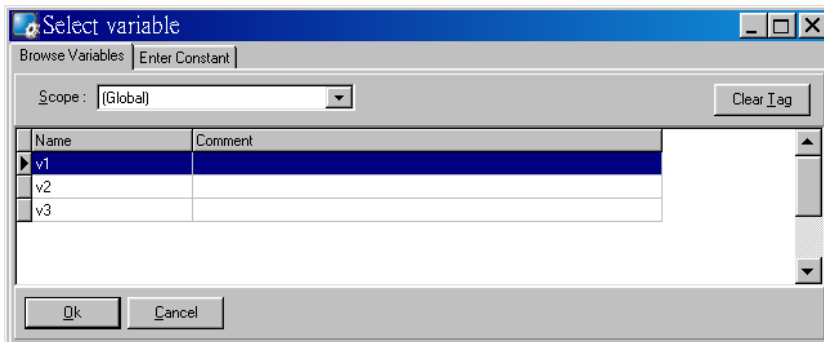 Select variable
Browse Variables Enter Constant
Scope : (Global) Clear Tag
Name Comment
v1
v2
v3
Ok Cancel